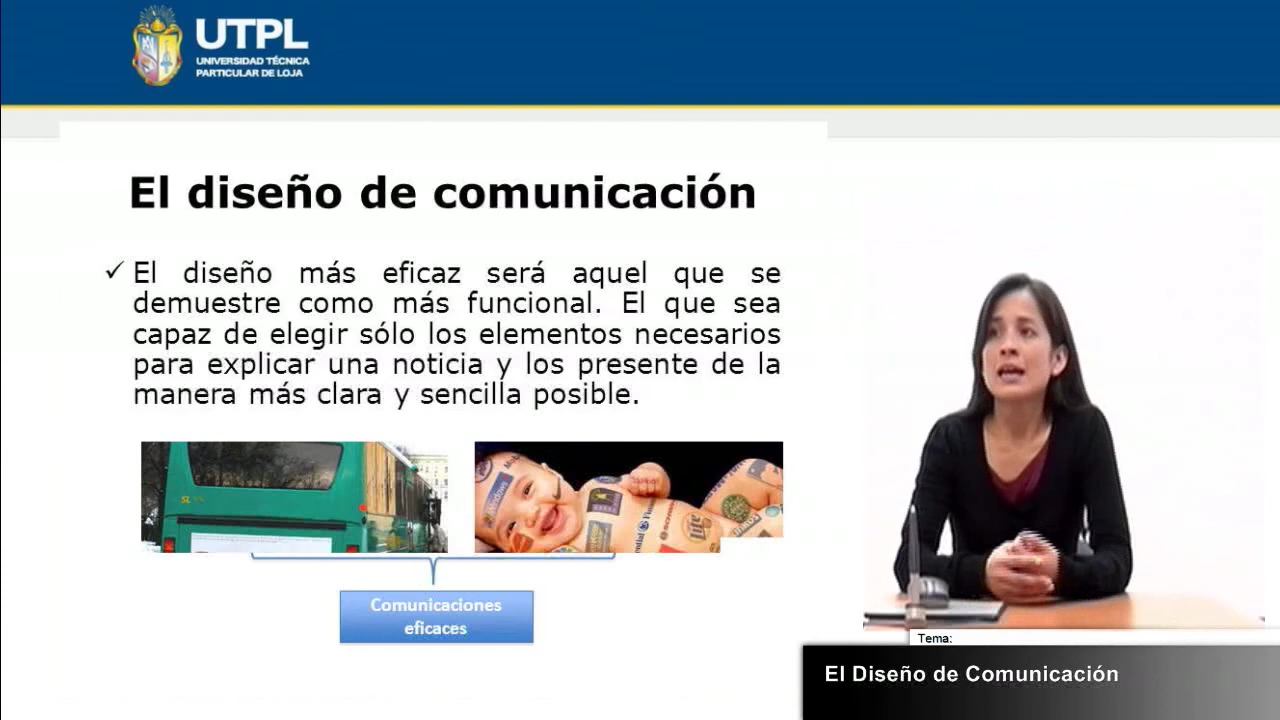 UTPL
UNIVERSIDAD TÉCNICA
PARTICULAR DE LOJA
El diseño de comunicación
✓ El diseño más eficaz será aquel que se
demuestre como más funcional. El que sea
capaz de elegir sólo los elementos necesarios
para explicar una noticia y los presente de la
manera más clara y sencilla posible.
Windows
Comunicaciones
eficaces
Tema:
El Diseño de Comunicación